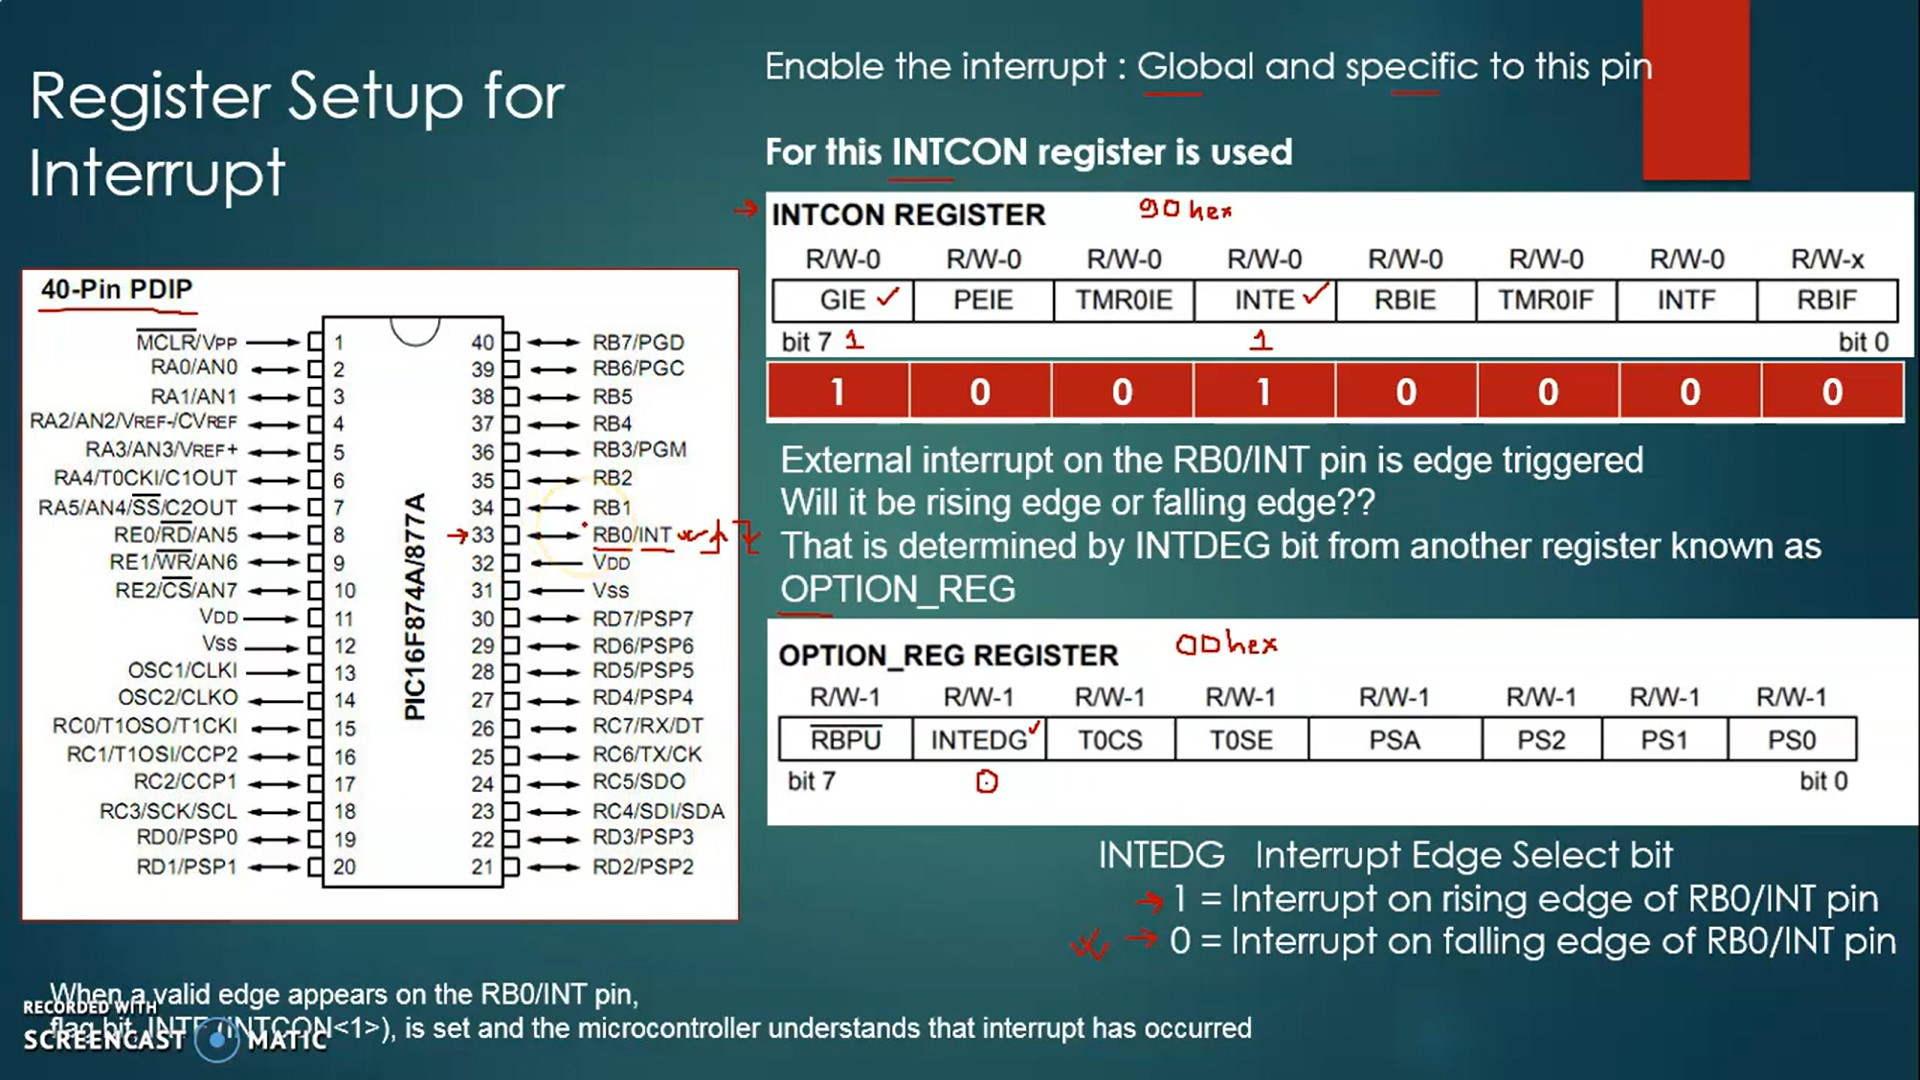 Register Setup for
Interrupt
Enable the interrupt : Global and specific to this pin
For this INTCON register is used
INTCON REGISTER 90 hex
R/W-0 R/W-0 R/W-0 R/W-0 R/W-0 R/W-0 R/W-0 R/W-x
GIE PEIE TMR0IE INTE RBIE TMR0IF INTF RBIF
bit 7 1 1 bit 0
1 0 0 1 0 0 0 0
External interrupt on the RB0/INT pin is edge triggered
Will it be rising edge or falling edge??
That is determined by INTDEG bit from another register known as
OPTION_REG
OPTION_REG REGISTER 00 hex
R/W-1 R/W-1 R/W-1 R/W-1 R/W-1 R/W-1 R/W-1 R/W-1
RBPU INTEDG T0CS T0SE PSA PS2 PS1 PS0
bit 7 0 bit 0
INTEDG Interrupt Edge Select bit
1 = Interrupt on rising edge of RB0/INT pin
0 = Interrupt on falling edge of RB0/INT pin
40-Pin PDIP
MCLR/VPP 1 40 RB7/PGD
RA0/AN0 2 39 RB6/PGC
RA1/AN1 3 38 RB5
RA2/AN2/VREF-/CVREF 4 37 RB4
RA3/AN3/VREF+ 5 36 RB3/PGM
RA4/T0CKI/C1OUT 6 35 RB2
RA5/AN4/SS/C2OUT 7 34 RB1
RE0/RD/AN5 8 33 RB0/INT
RE1/WR/AN6 9 32 VDD
RE2/CS/AN7 10 31 VSS
VDD 11 30 RD7/PSP7
VSS 12 29 RD6/PSP6
OSC1/CLKI 13 28 RD5/PSP5
OSC2/CLKO 14 27 RD4/PSP4
RC0/T1OSO/T1CKI 15 26 RC7/RX/DT
RC1/T1OSI/CCP2 16 25 RC6/TX/CK
RC2/CCP1 17 24 RC5/SDO
RC3/SCK/SCL 18 23 RC4/SDI/SDA
RD0/PSP0 19 22 RD3/PSP3
RD1/PSP1 20 21 RD2/PSP2
PIC16F874A/877A
When a valid edge appears on the RB0/INT pin,
flag bit, INTF (INTCON<1>), is set and the microcontroller understands that interrupt has occurred
RECORDED WITH
SCREENCAST MATIC